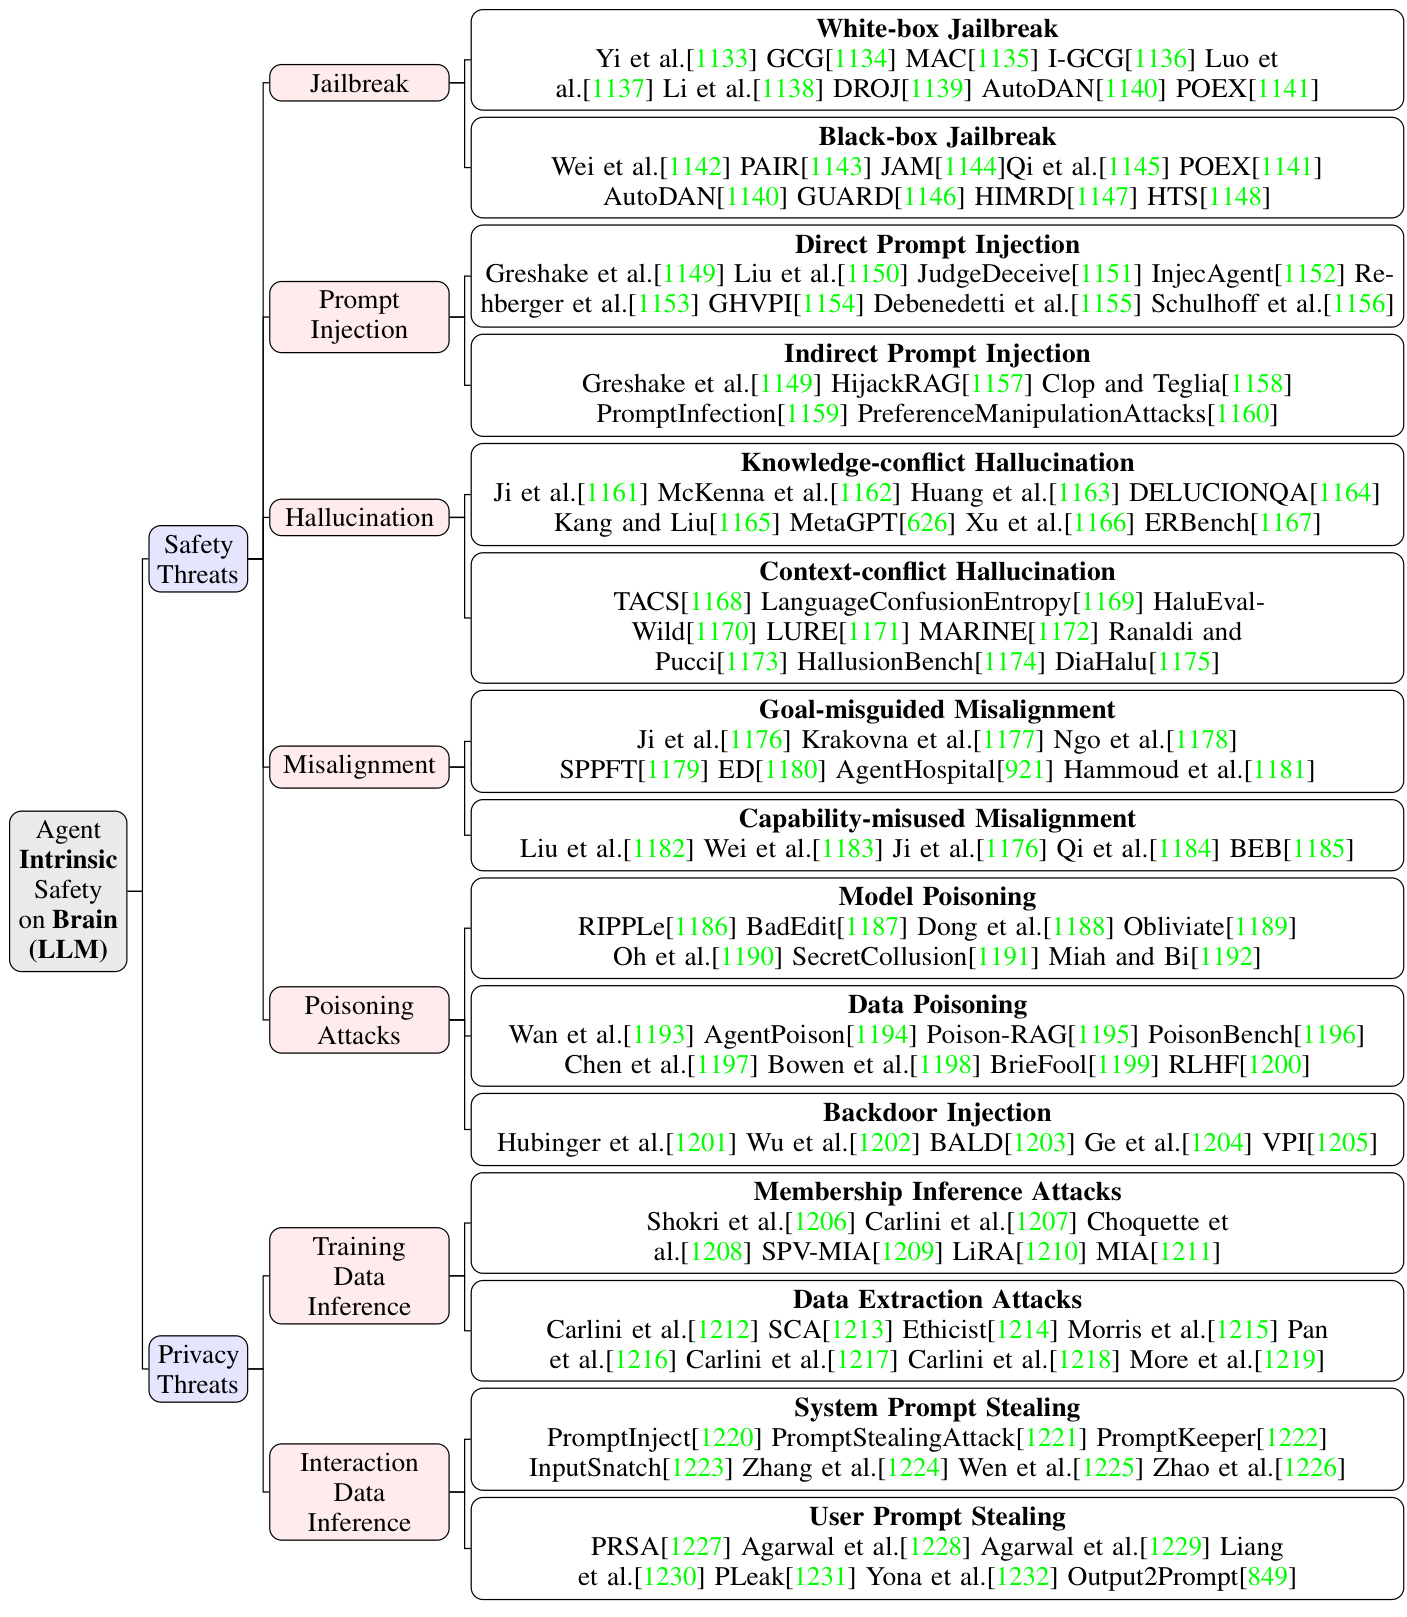 White-box Jailbreak
Yi et al.[1133] GCG[1134] MAC[1135] I-GCG[1136] Luo et
al.[1137] Li et al.[1138] DROJ[1139] AutoDAN[1140] POEX[1141]
Jailbreak
Black-box Jailbreak
Wei et al.[1142] PAIR[1143] JAM[1144]Qi et al.[1145] POEX[1141]
AutoDAN[1140] GUARD[1146] HIMRD[1147] HTS[1148]
Direct Prompt Injection
Greshake et al.[1149] Liu et al.[1150] JudgeDeceive[1151] InjecAgent[1152] Re-
hberger et al.[1153] GHVPI[1154] Debenedetti et al.[1155] Schulhoff et al.[1156]
Prompt
Injection
Indirect Prompt Injection
Greshake et al.[1149] HijackRAG[1157] Clop and Teglia[1158]
PromptInfection[1159] PreferenceManipulationAttacks[1160]
Knowledge-conflict Hallucination
Ji et al.[1161] McKenna et al.[1162] Huang et al.[1163] DELUCIONQA[1164]
Kang and Liu[1165] MetaGPT[626] Xu et al.[1166] ERBench[1167]
Hallucination
Safety
Threats
Context-conflict Hallucination
TACS[1168] LanguageConfusionEntropy[1169] HaluEval-
Wild[1170] LURE[1171] MARINE[1172] Ranaldi and
Pucci[1173] HallusionBench[1174] DiaHalu[1175]
Goal-misguided Misalignment
Ji et al.[1176] Krakovna et al.[1177] Ngo et al.[1178]
SPPFT[1179] ED[1180] AgentHospital[921] Hammoud et al.[1181]
Misalignment
Capability-misused Misalignment
Liu et al.[1182] Wei et al.[1183] Ji et al.[1176] Qi et al.[1184] BEB[1185]
Agent
Intrinsic
Safety
on Brain
(LLM)
Model Poisoning
RIPPLe[1186] BadEdit[1187] Dong et al.[1188] Obliviate[1189]
Oh et al.[1190] SecretCollusion[1191] Miah and Bi[1192]
Poisoning
Attacks
Data Poisoning
Wan et al.[1193] AgentPoison[1194] Poison-RAG[1195] PoisonBench[1196]
Chen et al.[1197] Bowen et al.[1198] BrieFool[1199] RLHF[1200]
Backdoor Injection
Hubinger et al.[1201] Wu et al.[1202] BALD[1203] Ge et al.[1204] VPI[1205]
Membership Inference Attacks
Shokri et al.[1206] Carlini et al.[1207] Choquette et
al.[1208] SPV-MIA[1209] LiRA[1210] MIA[1211]
Training
Data
Inference
Data Extraction Attacks
Carlini et al.[1212] SCA[1213] Ethicist[1214] Morris et al.[1215] Pan
et al.[1216] Carlini et al.[1217] Carlini et al.[1218] More et al.[1219]
Privacy
Threats
System Prompt Stealing
PromptInject[1220] PromptStealingAttack[1221] PromptKeeper[1222]
InputSnatch[1223] Zhang et al.[1224] Wen et al.[1225] Zhao et al.[1226]
Interaction
Data
Inference
User Prompt Stealing
PRSA[1227] Agarwal et al.[1228] Agarwal et al.[1229] Liang
et al.[1230] PLeak[1231] Yona et al.[1232] Output2Prompt[849]